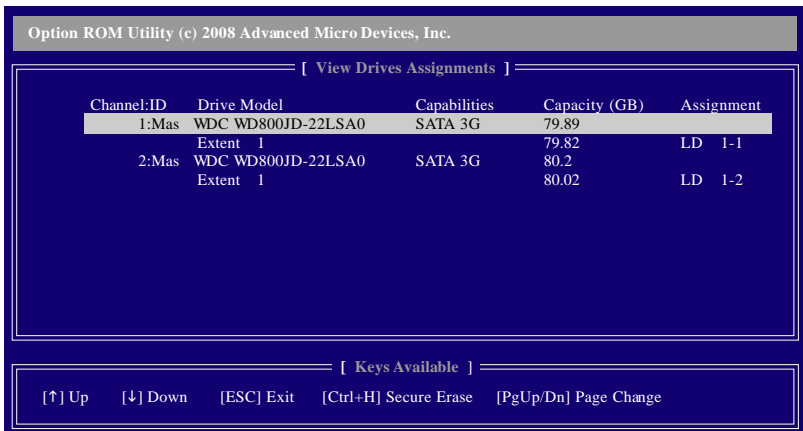 Option ROM Utility (c) 2008 Advanced Micro Devices, Inc.
[ View Drives Assignments ]
Channel:ID Drive Model Capabilities Capacity (GB) Assignment
1:Mas WDC WD800JD-22LSA0 SATA 3G 79.89
Extent 1 79.82 LD 1-1
2:Mas WDC WD800JD-22LSA0 SATA 3G 80.2
Extent 1 80.02 LD 1-2
[ Keys Available ]
[↑] Up [↓] Down [ESC] Exit [Ctrl+H] Secure Erase [PgUp/Dn] Page Change